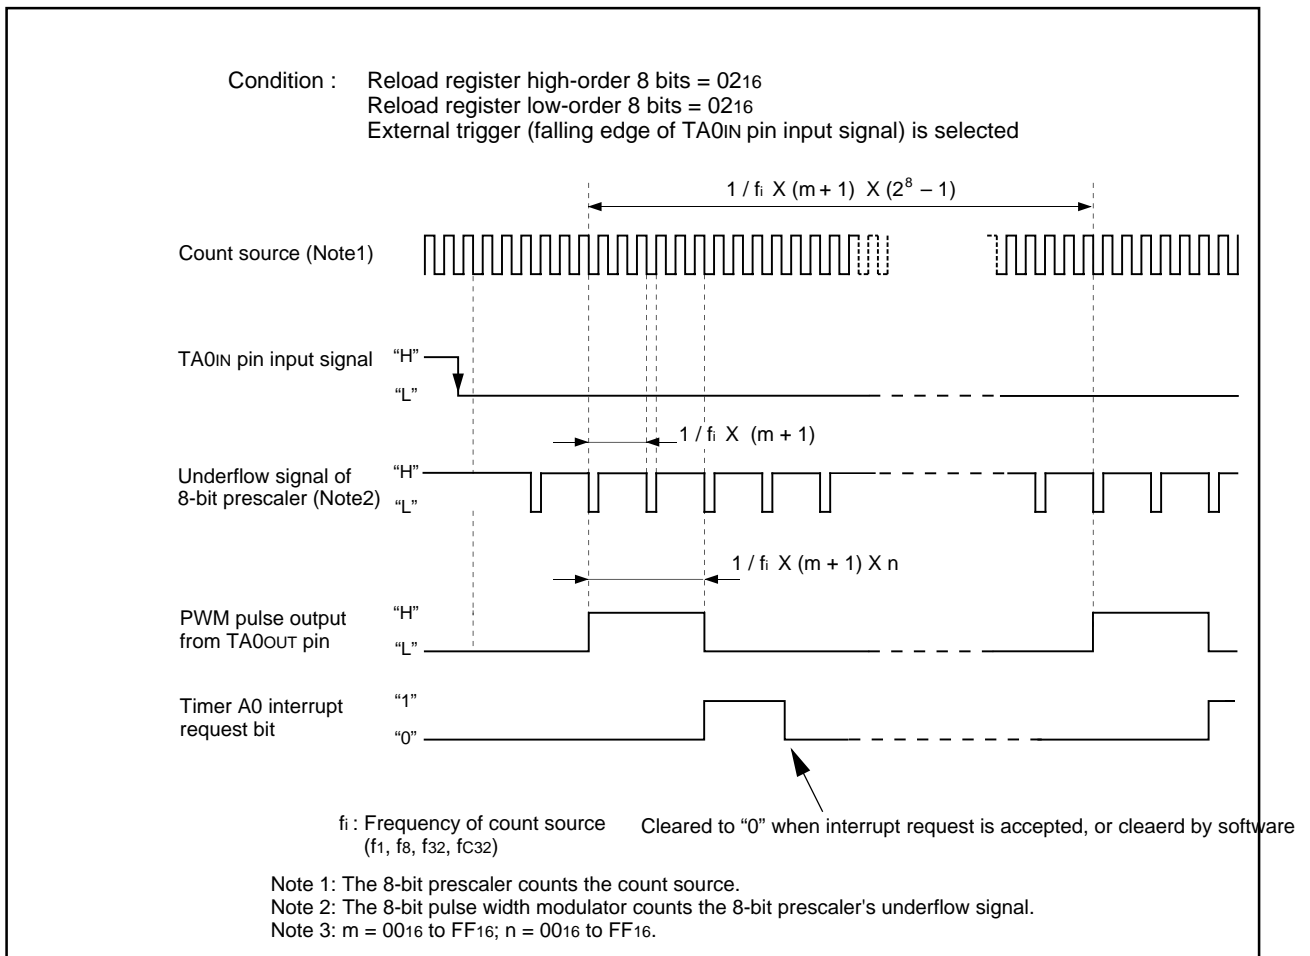 Condition : Reload register high-order 8 bits = 0216
Reload register low-order 8 bits = 0216
External trigger (falling edge of TA0IN pin input signal) is selected
1 / fi X (m + 1) X (2^8 – 1)
Count source (Note1)
TA0IN pin input signal
“H”
“L”
1 / fi X (m + 1)
Underflow signal of
8-bit prescaler (Note2)
“H”
“L”
1 / fi X (m + 1) X n
PWM pulse output
from TA0OUT pin
“H”
“L”
Timer A0 interrupt
request bit
“1”
“0”
fi : Frequency of count source
(f1, f8, f32, fC32)
Cleared to “0” when interrupt request is accepted, or cleaerd by software
Note 1: The 8-bit prescaler counts the count source.
Note 2: The 8-bit pulse width modulator counts the 8-bit prescaler's underflow signal.
Note 3: m = 0016 to FF16; n = 0016 to FF16.